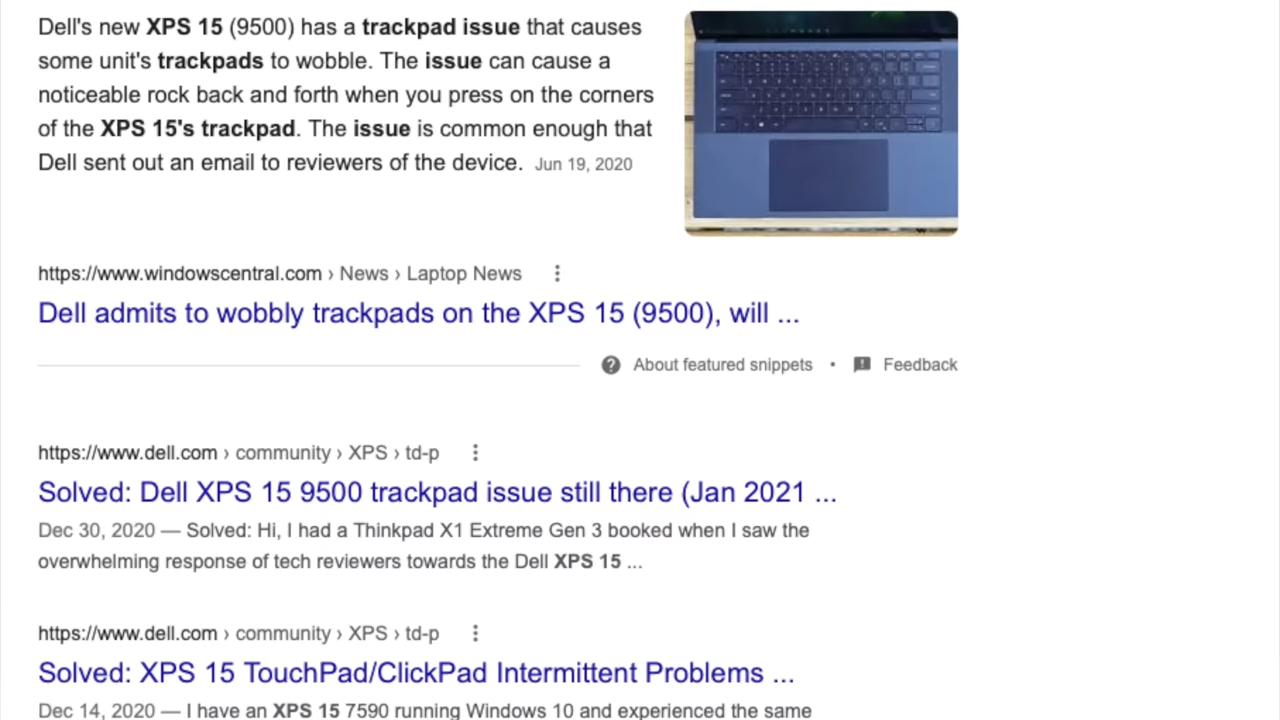 Dell's new XPS 15 (9500) has a trackpad issue that causes
some unit's trackpads to wobble. The issue can cause a
noticeable rock back and forth when you press on the corners
of the XPS 15's trackpad. The issue is common enough that
Dell sent out an email to reviewers of the device. Jun 19, 2020
https://www.windowscentral.com › News › Laptop News
Dell admits to wobbly trackpads on the XPS 15 (9500), will ...
About featured snippets • Feedback
https://www.dell.com › community › XPS › td-p
Solved: Dell XPS 15 9500 trackpad issue still there (Jan 2021 ...
Dec 30, 2020 — Solved: Hi, I had a Thinkpad X1 Extreme Gen 3 booked when I saw the
overwhelming response of tech reviewers towards the Dell XPS 15 ...
https://www.dell.com › community › XPS › td-p
Solved: XPS 15 TouchPad/ClickPad Intermittent Problems ...
Dec 14, 2020 — I have an XPS 15 7590 running Windows 10 and experienced the same